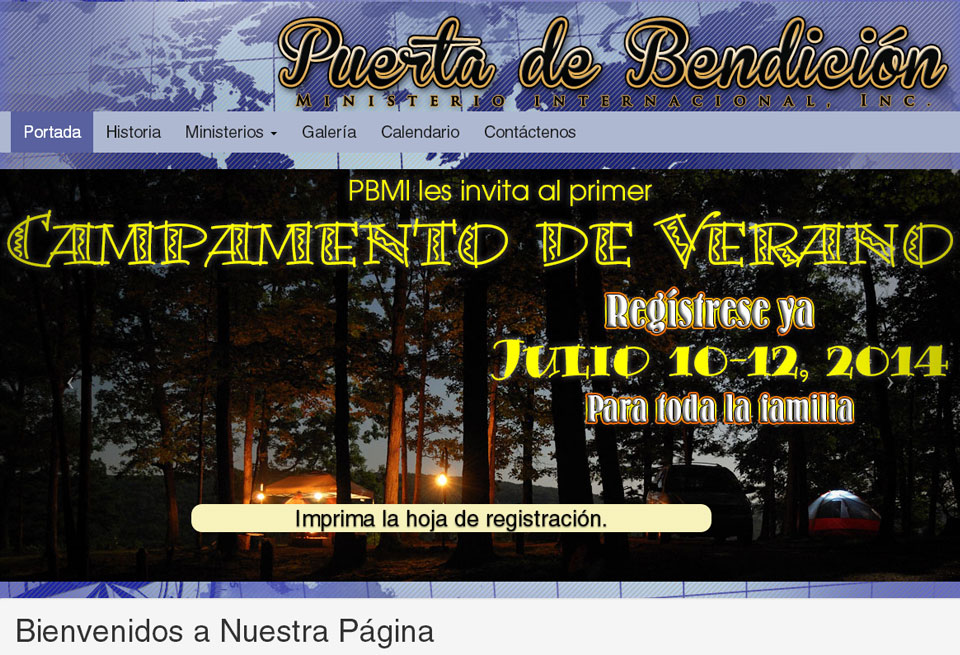 Puerta de Bendición
Ministerio Internacional, Inc.
Portada Historia Ministerios Galería Calendario Contáctenos
PBMI les invita al primer
Campamento de Verano
Regístrese ya
Julio 10-12, 2014
Para toda la familia
Imprima la hoja de registración.
Bienvenidos a Nuestra Página